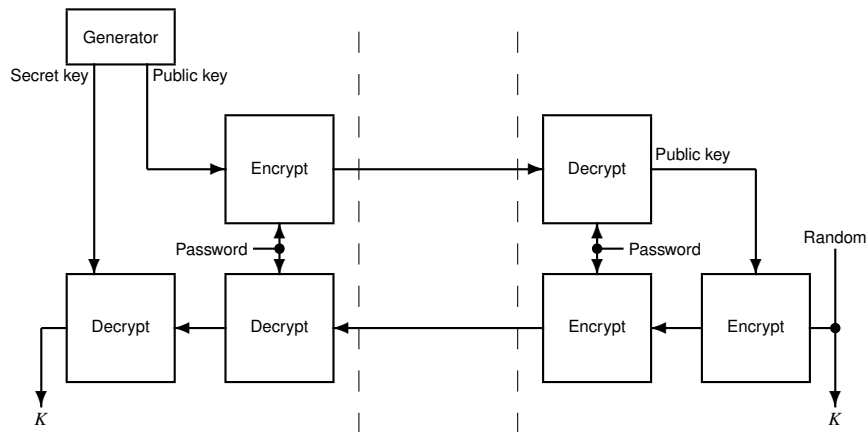 Generator
Secret key
Public key
Encrypt
Decrypt
Public key
Password
Password
Random
Decrypt
Decrypt
Encrypt
Encrypt
K
K